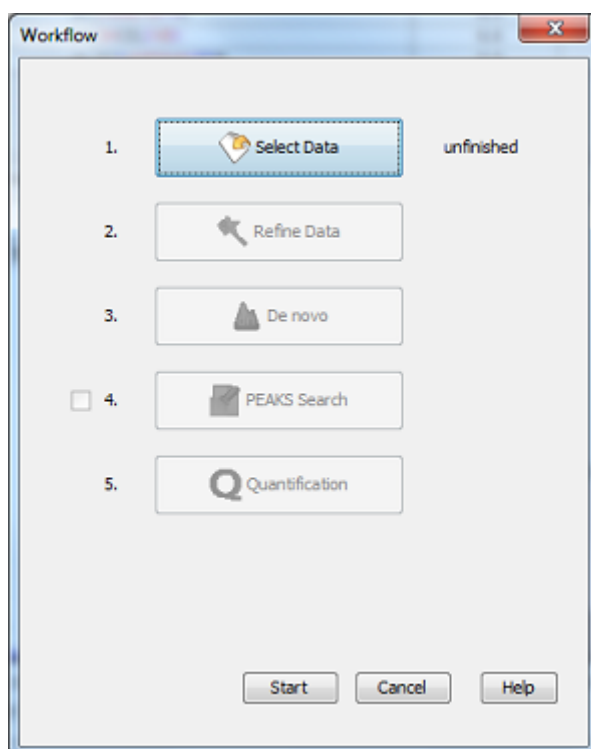 Workflow
1. Select Data unfinished
2. Refine Data
3. De novo
4. PEAKS Search
5. Quantification
Start Cancel Help